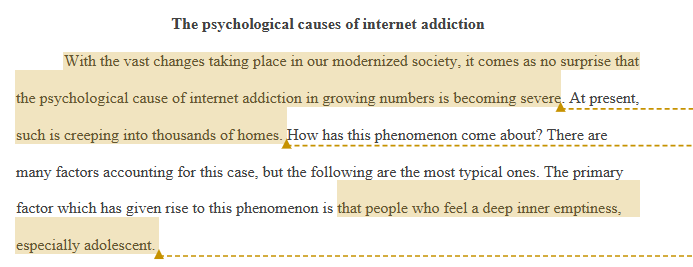 The psychological causes of internet addiction
With the vast changes taking place in our modernized society, it comes as no surprise that
the psychological cause of internet addiction in growing numbers is becoming severe. At present,
such is creeping into thousands of homes. How has this phenomenon come about? There are
many factors accounting for this case, but the following are the most typical ones. The primary
factor which has given rise to this phenomenon is that people who feel a deep inner emptiness,
especially adolescent.